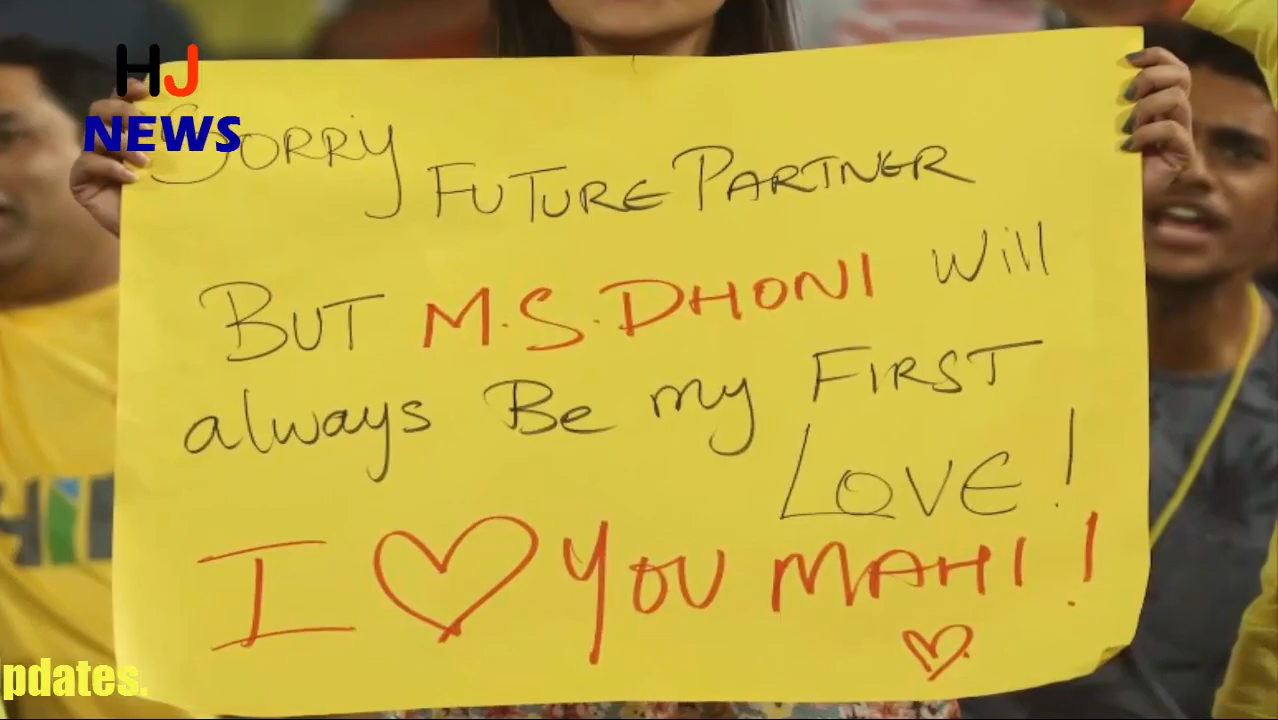 HJ
NEWS
SORRY
FUTURE PARTNER
BUT M.S.DHONI will
always Be my FIRST
LOVE!
I ♡ YOU MAHI!
♡
pdates.